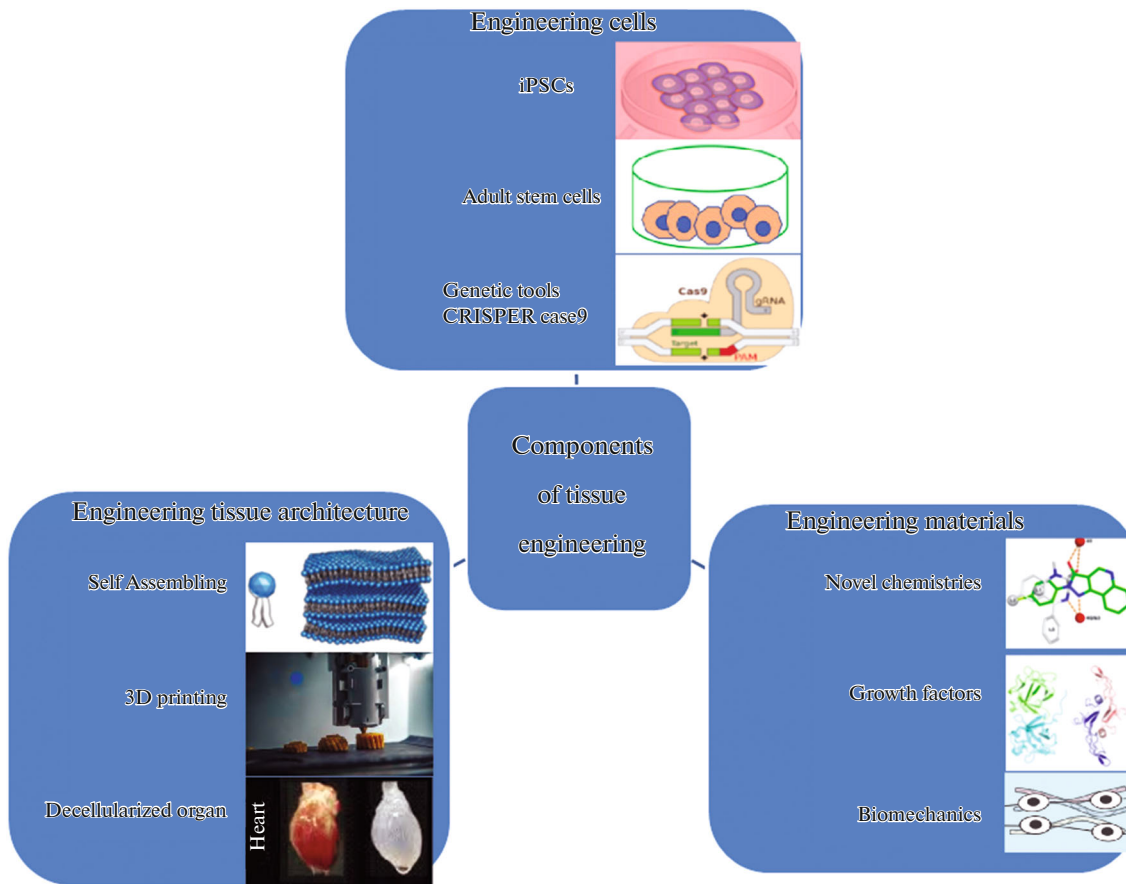 Engineering cells
iPSCs
Adult stem cells
Genetic tools
CRISPER case9
Cas9
gRNA
Target
PAM
Components
of tissue
engineering
Engineering tissue architecture
Self Assembling
3D printing
Decellularized organ
Heart
Engineering materials
Novel chemistries
Growth factors
Biomechanics